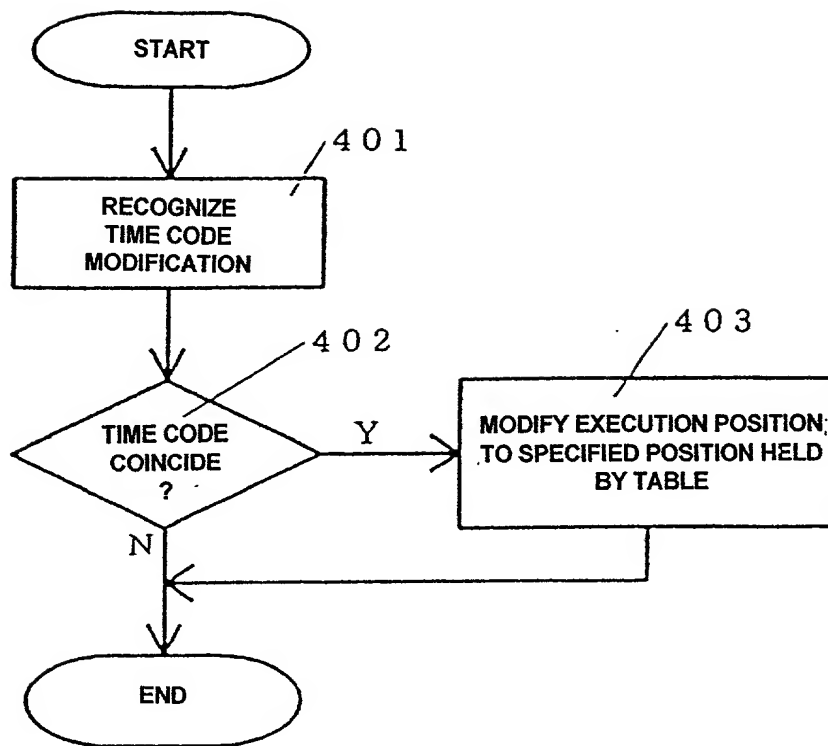 START
401
RECOGNIZE
TIME CODE
MODIFICATION
402
TIME CODE
COINCIDE
?
Y
N
403
MODIFY EXECUTION POSITION
TO SPECIFIED POSITION HELD
BY TABLE
END